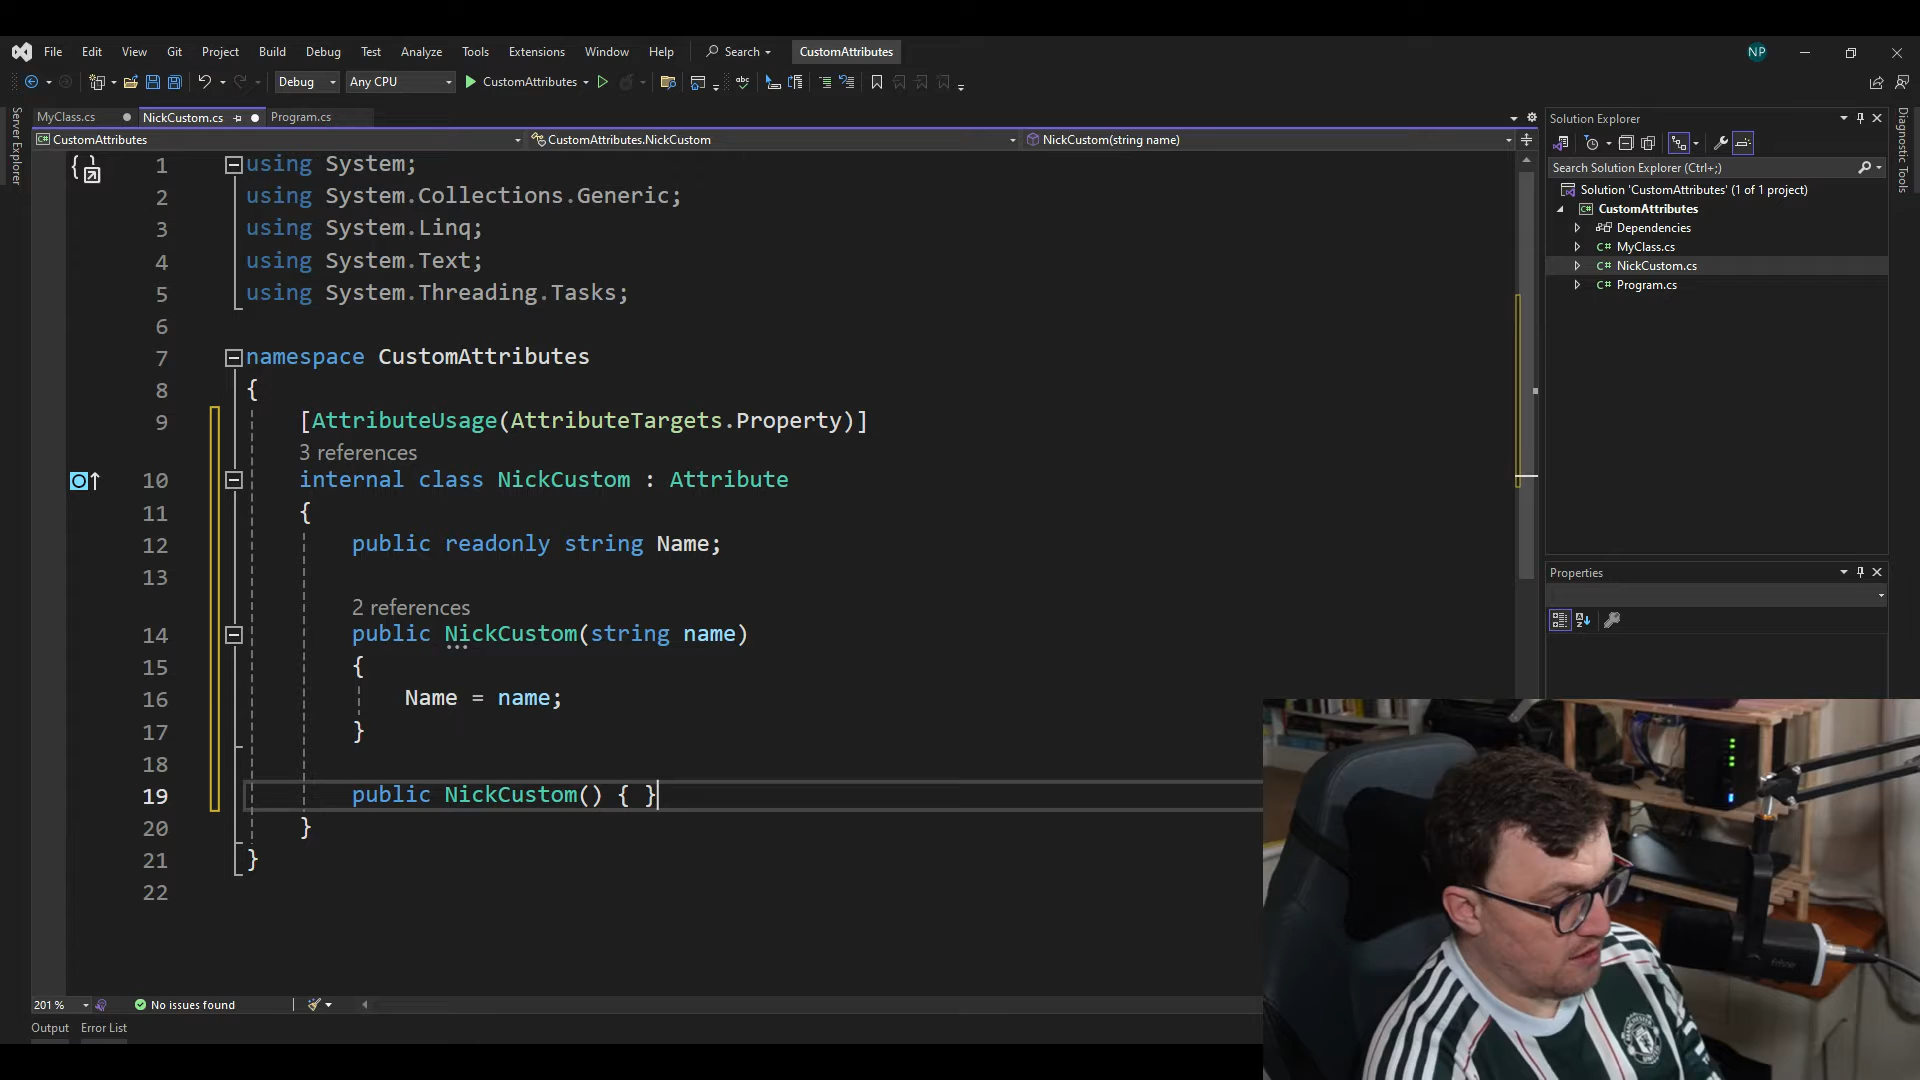 File Edit View Git Project Build Debug Test Analyze Tools Extensions Window Help Search CustomAttributes NP
Debug Any CPU CustomAttributes
MyClass.cs NickCustom.cs Program.cs
CustomAttributes CustomAttributes.NickCustom NickCustom(string name)
Server Explorer
1 using System;
2 using System.Collections.Generic;
3 using System.Linq;
4 using System.Text;
5 using System.Threading.Tasks;
6
7 namespace CustomAttributes
8 {
9 [AttributeUsage(AttributeTargets.Property)]
3 references
10 internal class NickCustom : Attribute
11 {
12 public readonly string Name;
13
2 references
14 public NickCustom(string name)
15 {
16 Name = name;
17 }
18
19 public NickCustom() { }
20 }
21 }
22
201 % No issues found
Output Error List
Solution Explorer
Search Solution Explorer (Ctrl+;)
Solution 'CustomAttributes' (1 of 1 project)
CustomAttributes
Dependencies
C# MyClass.cs
C# NickCustom.cs
C# Program.cs
Properties
Diagnostic Tools